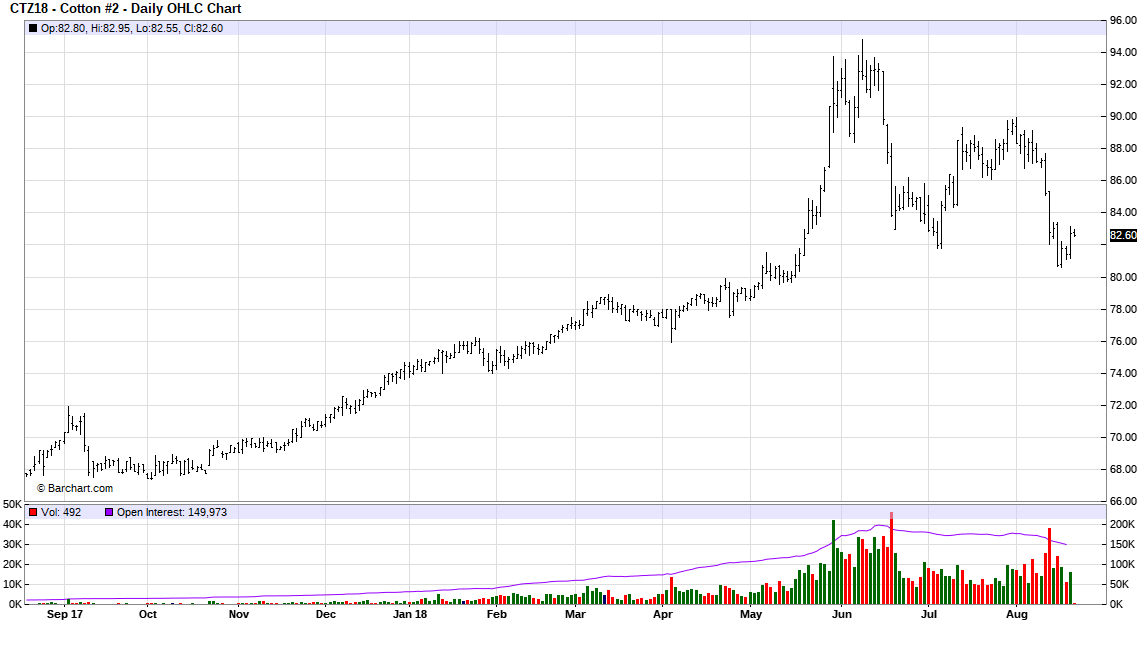 CTZ18 - Cotton #2 - Daily OHLC Chart
Op:82.80, Hi:82.95, Lo:82.55, Cl:82.60
96.00
94.00
92.00
90.00
88.00
86.00
84.00
82.60
80.00
78.00
76.00
74.00
72.00
70.00
68.00
66.00
© Barchart.com
Vol: 492 Open Interest: 149,973
50K
40K 200K
30K 150K
20K 100K
10K 50K
0K 0K
Sep 17 Oct Nov Dec Jan 18 Feb Mar Apr May Jun Jul Aug